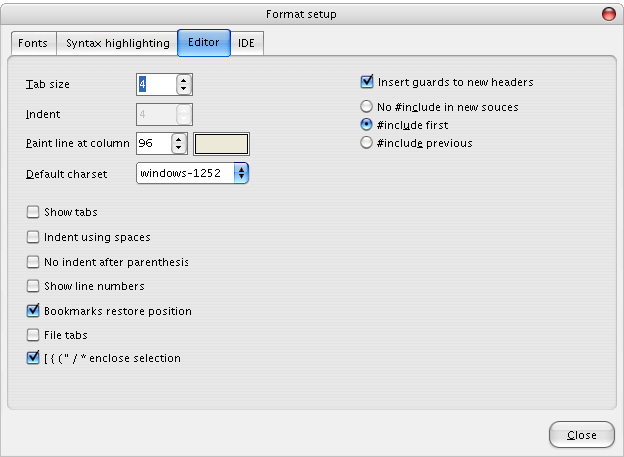 Format setup
Fonts Syntax highlighting Editor IDE
Tab size 4
Indent 4
Paint line at column 96
Default charset windows-1252
Show tabs
Indent using spaces
No indent after parenthesis
Show line numbers
Bookmarks restore position
File tabs
[ { ( " / * enclose selection
Insert guards to new headers
No #include in new souces
#include first
#include previous
Close